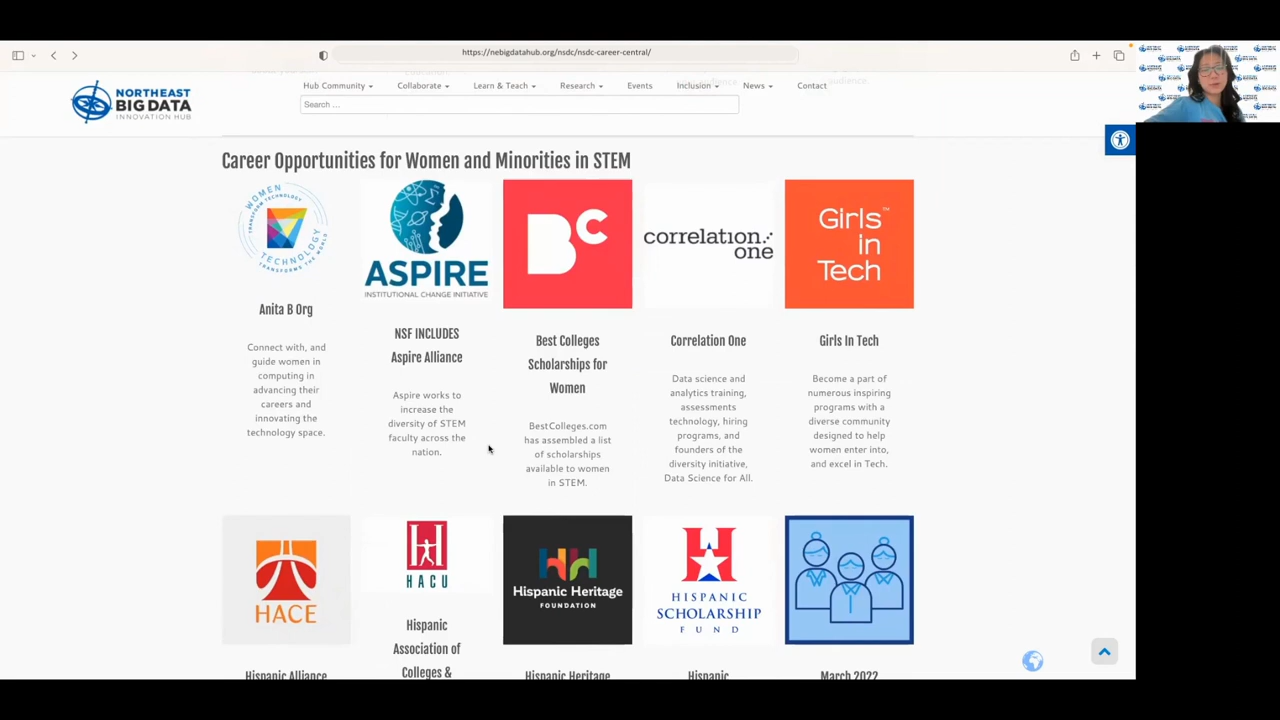 https://nebigdatahub.org/nsdc/nsdc-career-central/
NORTHEAST
BIG DATA
INNOVATION HUB
Hub Community
Collaborate
Learn & Teach
Research
Events
Inclusion
News
Contact
audience.
Search ...
Career Opportunities for Women and Minorities in STEM
WOMEN
TRANSFORM TECHNOLOGY
TECHNOLOGY
TRANSFORMS THE WORLD
Anita B Org
Connect with, and
guide women in
computing in
advancing their
careers and
innovating the
technology space.
ASPIRE
INSTITUTIONAL CHANGE INITIATIVE
NSF INCLUDES
Aspire Alliance
Aspire works to
increase the
diversity of STEM
faculty across the
nation.
BC
Best Colleges
Scholarships for
Women
BestColleges.com
has assembled a list
of scholarships
available to women
in STEM.
correlation
one
Correlation One
Data science and
analytics training,
assessments
technology, hiring
programs, and
founders of the
diversity initiative,
Data Science for All.
Girls™
in
Tech
Girls In Tech
Become a part of
numerous inspiring
programs with a
diverse community
designed to help
women enter into,
and excel in Tech.
HACE
Hispanic Alliance
HACU
Hispanic
Association of
Colleges &
Hispanic Heritage
FOUNDATION
Hispanic Heritage
HISPANIC
SCHOLARSHIP
FUND
Hispanic
March 2022